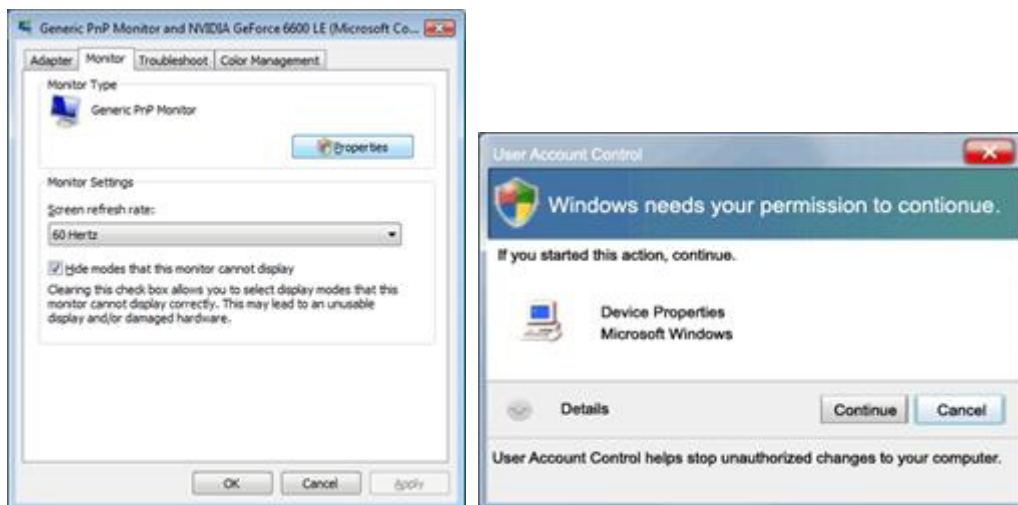 Generic PnP Monitor and NVIDIA GeForce 6600 LE (Microsoft Co...
Adapter Monitor Troubleshoot Color Management
Monitor Type
Generic PnP Monitor
Properties
Monitor Settings
Screen refresh rate:
60 Hertz
Hide modes that this monitor cannot display
Clearing this check box allows you to select display modes that this
monitor cannot display correctly. This may lead to an unusable
display and/or damaged hardware.
OK Cancel Apply
User Account Control
Windows needs your permission to contionue.
If you started this action, continue.
Device Properties
Microsoft Windows
Details Continue Cancel
User Account Control helps stop unauthorized changes to your computer.